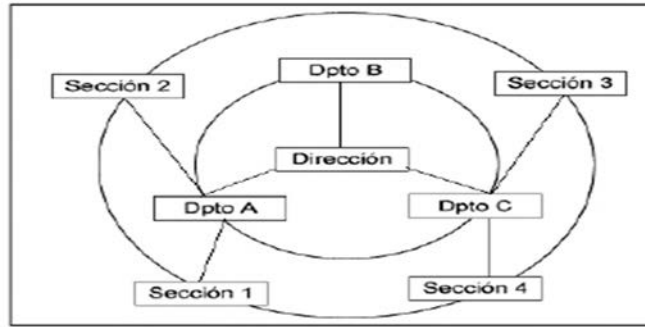 Dpto B
Sección 2
Sección 3
Dirección
Dpto A
Dpto C
Sección 1
Sección 4